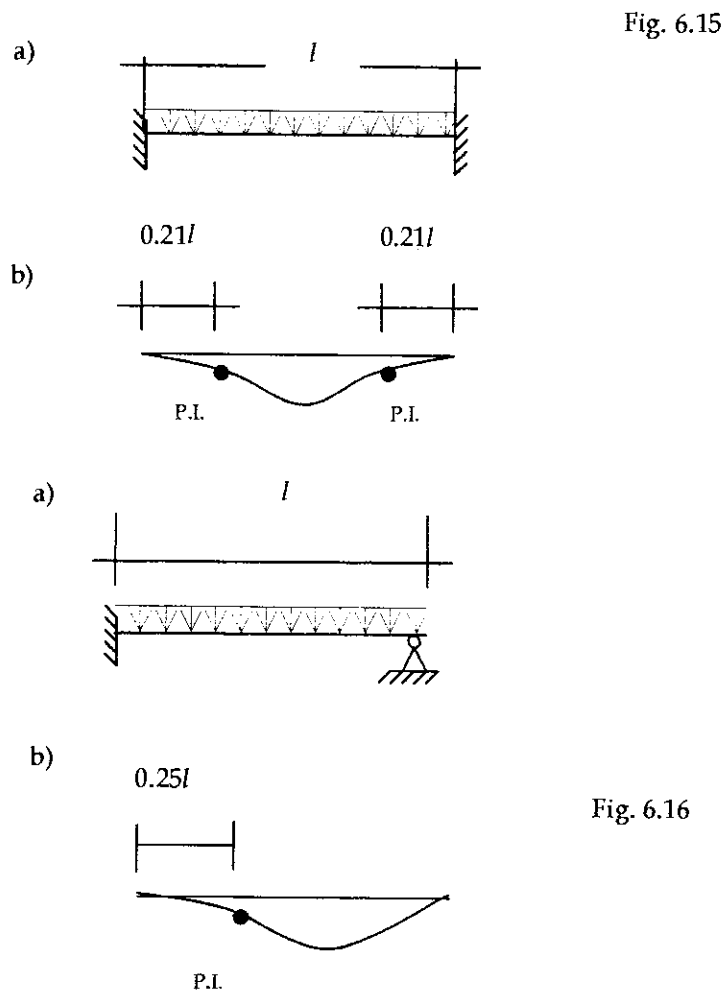 Fig. 6.15
a)
l
0.21l 0.21l
b)
P.I. P.I.
a)
l
b)
0.25l
Fig. 6.16
P.I.